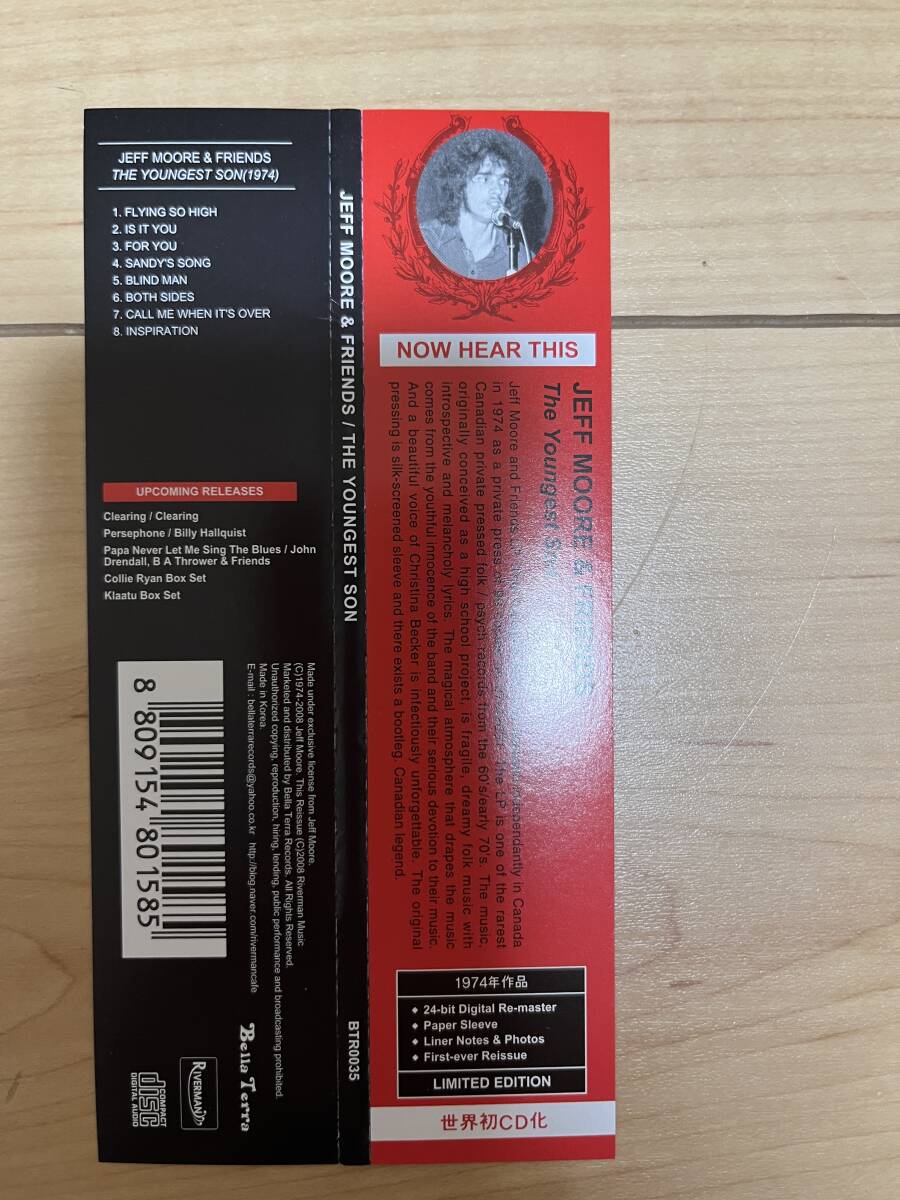 JEFF MOORE & FRIENDS
THE YOUNGEST SON(1974)
1. FLYING SO HIGH
2. IS IT YOU
3. FOR YOU
4. SANDY'S SONG
5. BLIND MAN
6. BOTH SIDES
7. CALL ME WHEN IT'S OVER
8. INSPIRATION
UPCOMING RELEASES
Clearing / Clearing
Persephone / Billy Hallquist
Papa Never Let Me Sing The Blues / John
Drendall, B A Thrower & Friends
Collie Ryan Box Set
Klaatu Box Set
Made under exclusive license from Jeff Moore.
(C)1974-2008 Jeff Moore. This Reissue (C)2008 Riverman Music
Marketed and distributed by Bella Terra Records. All Rights Reserved.
Unauthorized copying, reproduction, hiring, lending, public performance and broadcasting prohibited.
Made in Korea.
E-mail : bellaterrarecords@yahoo.co.kr http://blog.naver.com/rivermancafe
8 809154 801585
Bella Terra
RIVERMAN
COMPACT
disc
DIGITAL AUDIO
JEFF MOORE & FRIENDS / THE YOUNGEST SON
BTR0035
NOW HEAR THIS
JEFF MOORE & FRIENDS
The Youngest Son
Jeff Moore and Friends independantly in Canada
in 1974 as a private press of The LP is one of the rarest
Canadian private pressed folk / psych records from the 60's/early 70's. The music,
originally conceived as a high school project, is fragile, dreamy folk music with
introspective and melancholy lyrics. The magical atmosphere that drapes the music
comes from the youthful innocence of the band and their serious devotion to their music.
And a beautiful voice of Christina Becker is infectiously unforgettable. The original
pressing is silk-screened sleeve and there exists a bootleg. Canadian legend.
1974年作品
◆ 24-bit Digital Re-master
◆ Paper Sleeve
◆ Liner Notes & Photos
◆ First-ever Reissue
LIMITED EDITION
世界初CD化